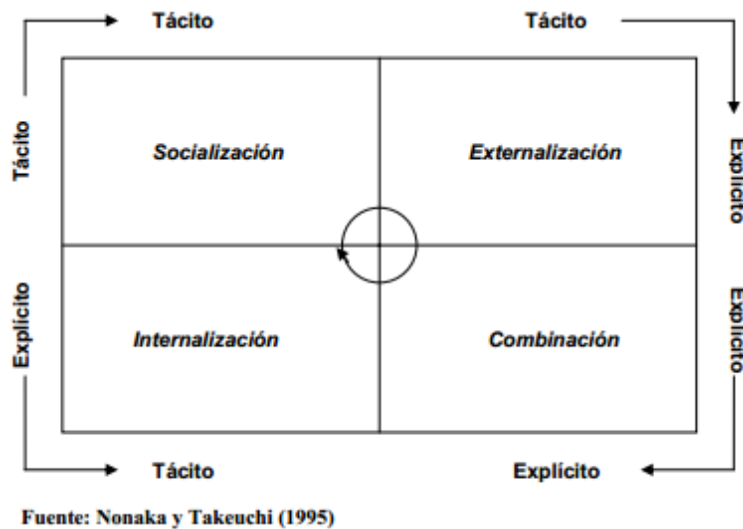 Tácito
Tácito
Tácito
Explícito
Socialización
Externalización
Explícito
Explícito
Internalización
Combinación
Tácito
Explícito
Fuente: Nonaka y Takeuchi (1995)